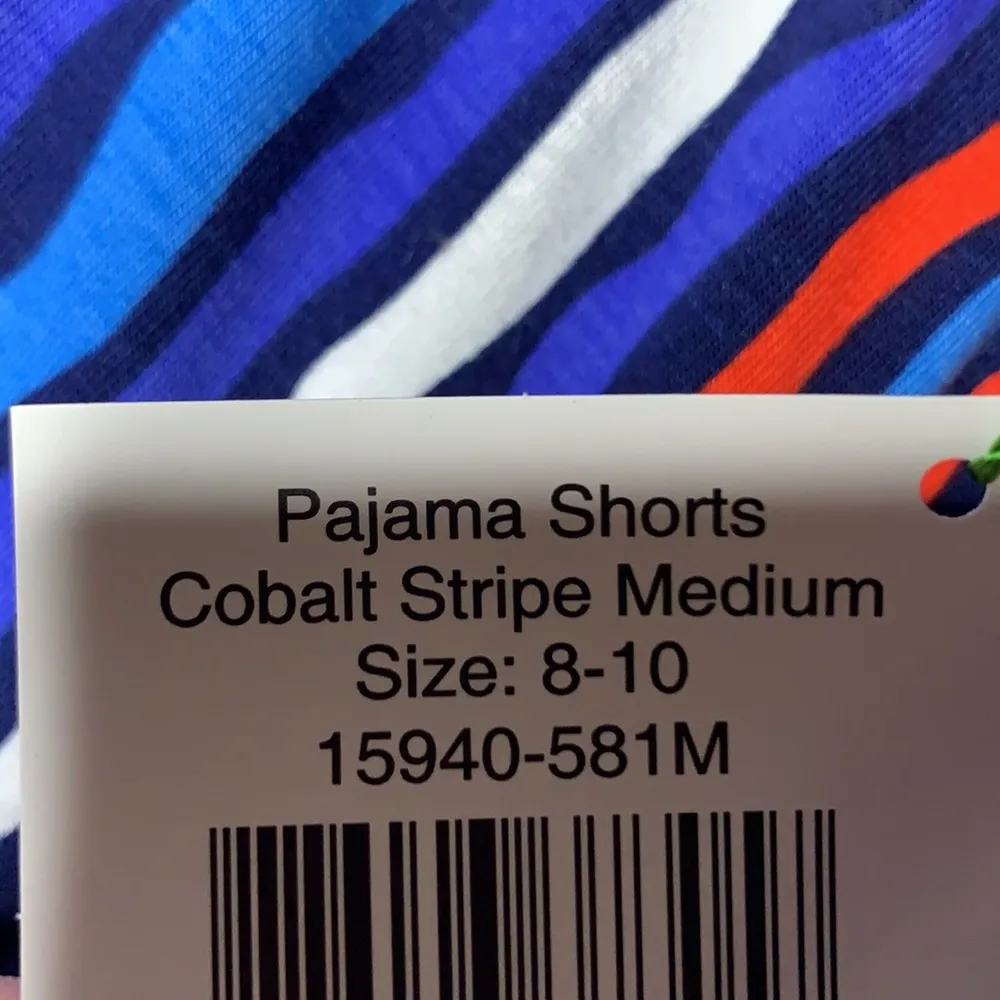 Pajama Shorts
Cobalt Stripe Medium
Size: 8-10
15940-581M